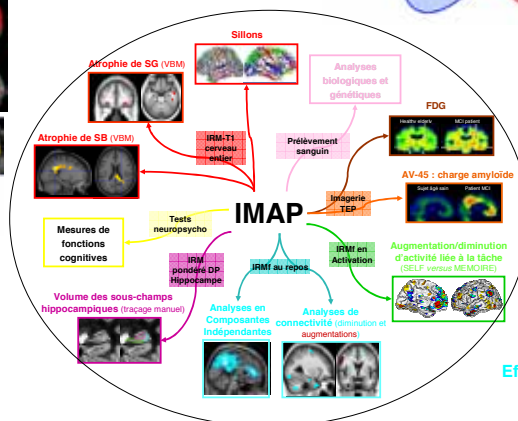 Sillons
Atrophie de SG (VBM)
Analyses
biologiques et
génétiques
FDG
Healthy elderly
MCI patient
Atrophie de SB (VBM)
IRM-T1
cerveau
entier
Prélèvement
sanguin
AV-45 : charge amyloïde
Sujet âgé sain
Patient MCI
Imagerie
TEP
IMAP
Tests
neuropsycho
Mesures de
fonctions
cognitives
IRM
pondéré DP
Hippocampe
IRMf au repos
IRMf en
Activation
Augmentation/diminution
d'activité liée à la tâche
(SELF versus MEMOIRE)
Volume des sous-champs
hippocampiques (traçage manuel)
Analyses en
Composantes
Indépendantes
Analyses de
connectivité (diminution et
augmentations)
Ef